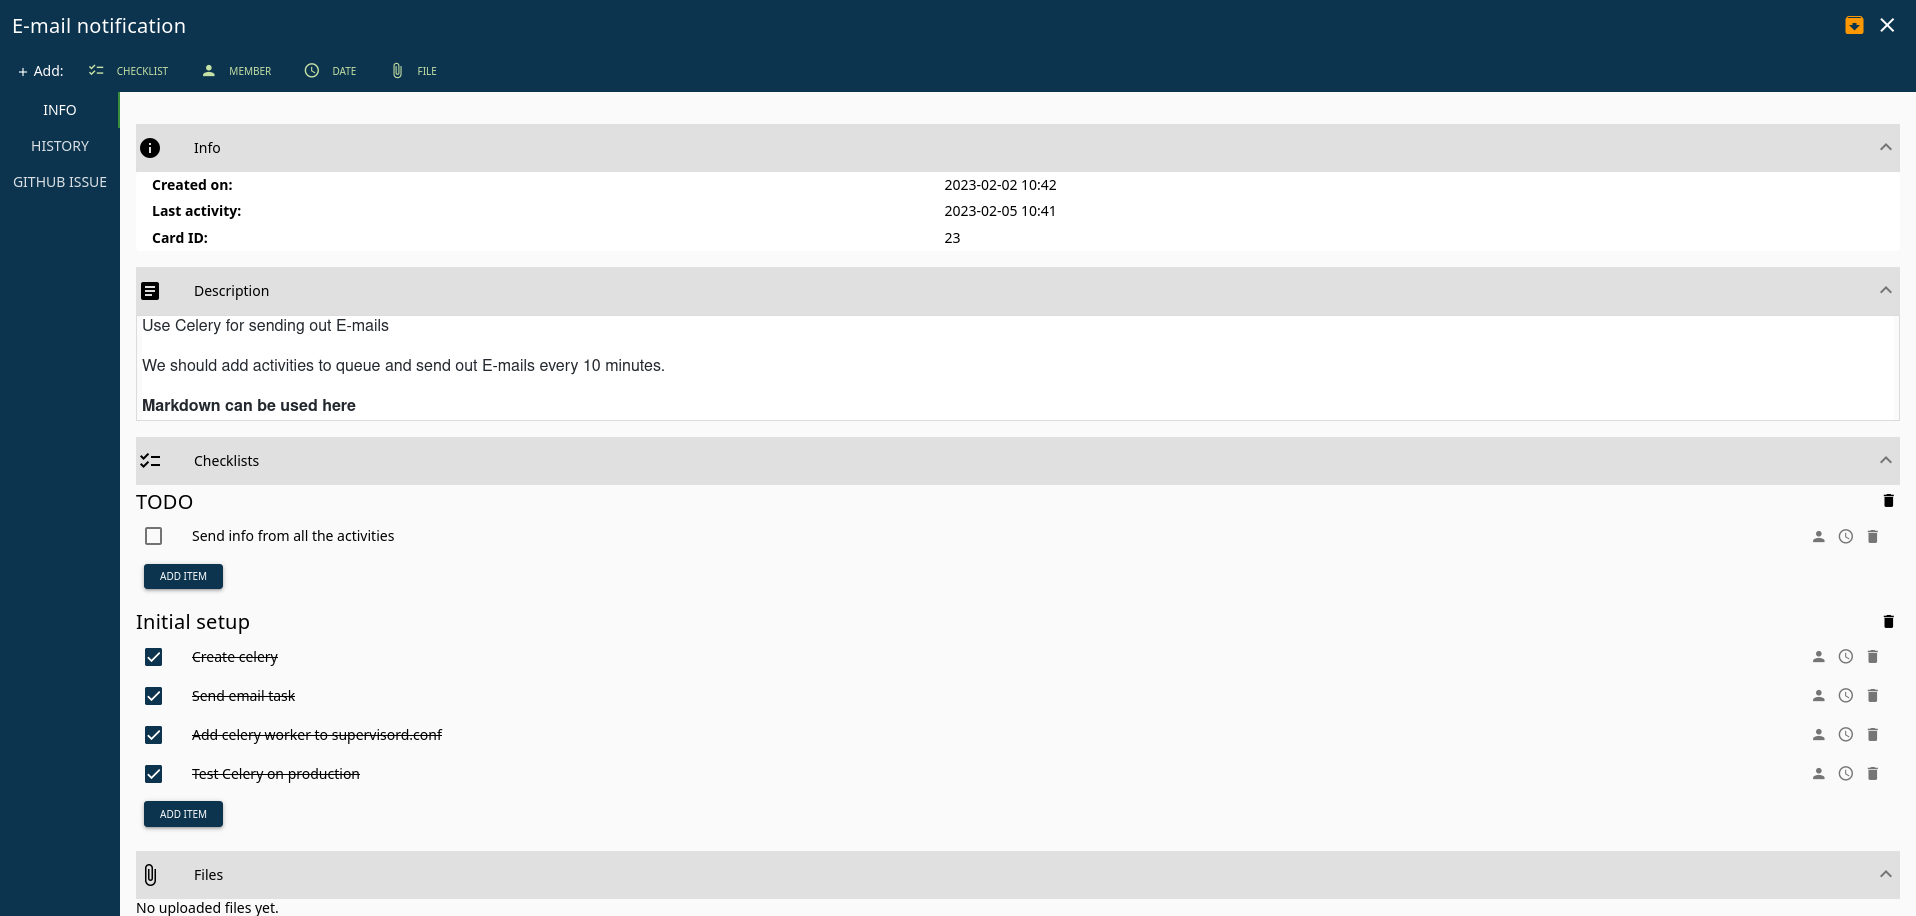 E-mail notification
+ Add: CHECKLIST MEMBER DATE FILE
INFO
HISTORY
GITHUB ISSUE
Info
Created on: 2023-02-02 10:42
Last activity: 2023-02-05 10:41
Card ID: 23
Description
Use Celery for sending out E-mails
We should add activities to queue and send out E-mails every 10 minutes.
Markdown can be used here
Checklists
TODO
Send info from all the activities
ADD ITEM
Initial setup
Create celery
Send email task
Add celery worker to supervisord.conf
Test Celery on production
ADD ITEM
Files
No uploaded files yet.